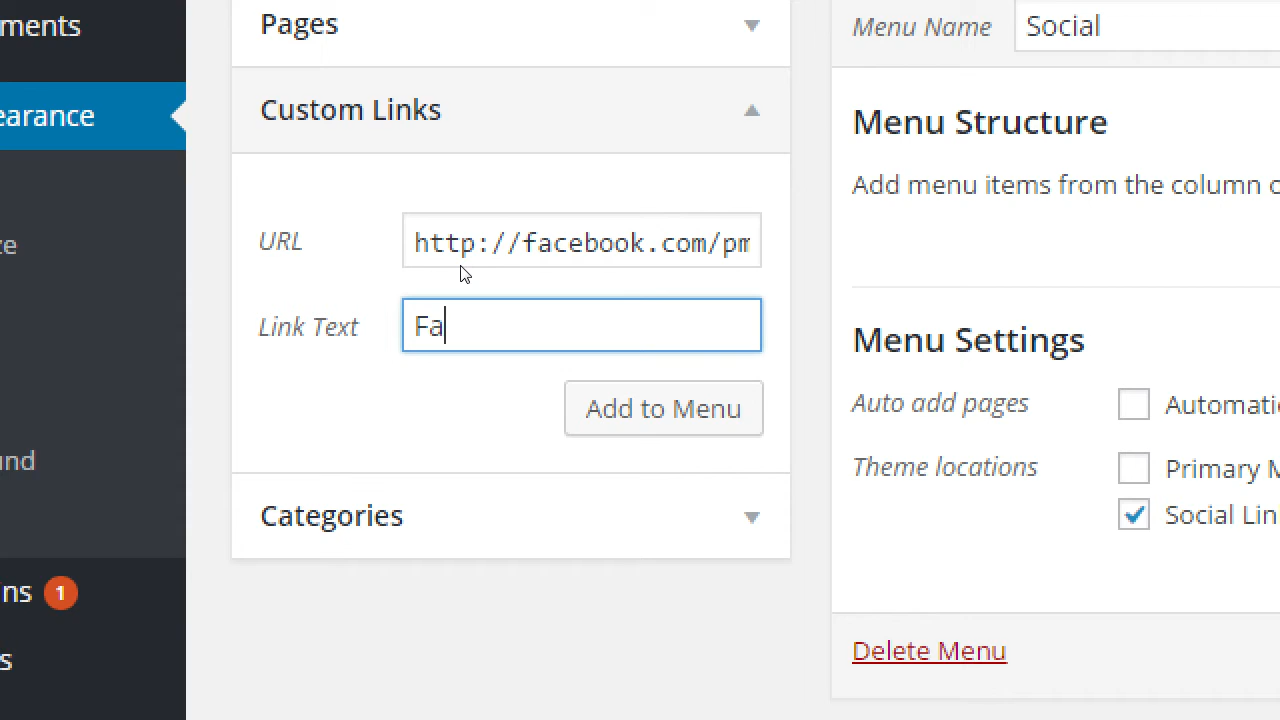 ments
earance
te
und
ns 1
s
Pages
Custom Links
URL http://facebook.com/pm
Link Text Fa
Add to Menu
Categories
Menu Name Social
Menu Structure
Add menu items from the column o
Menu Settings
Auto add pages Automati
Theme locations Primary M
Social Lin
Delete Menu